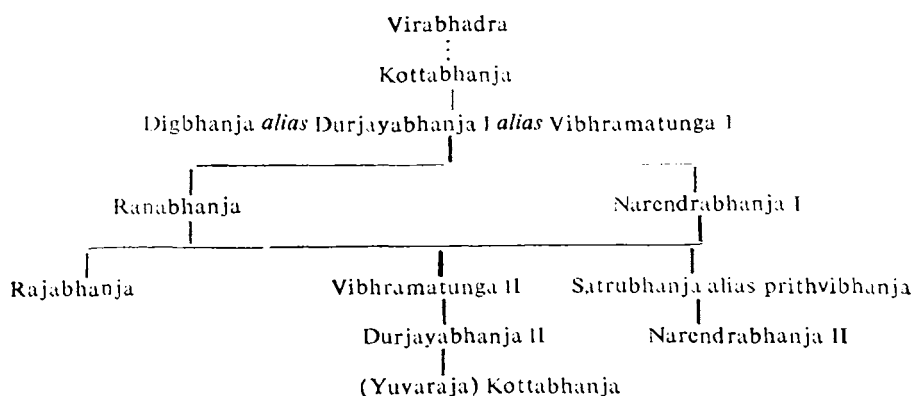 Virabhadra
Kottabhanja
Digbhanja alias Durjayabhanja I alias Vibhramatunga I
Ranabhanja Narendrabhanja I
Rajabhanja Vibhramatunga II Satrubhanja alias prithvibhanja
Durjayabhanja II Narendrabhanja II
(Yuvaraja) Kottabhanja